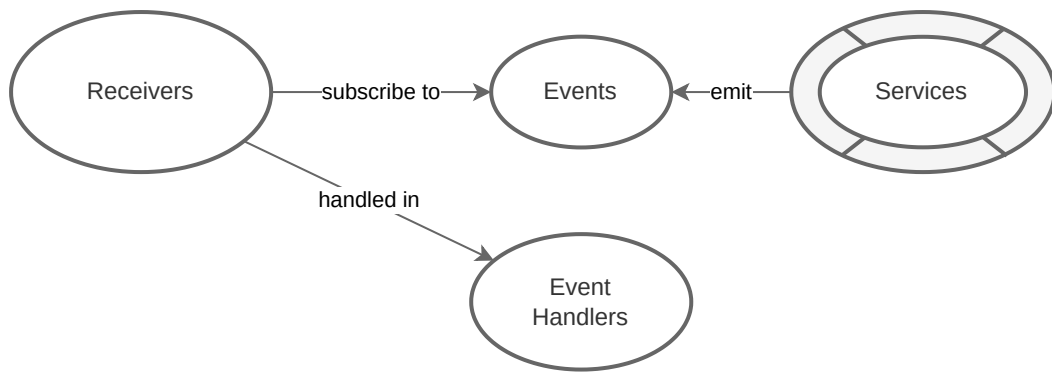 Receivers
subscribe to
Events
emit
Services
handled in
Event
Handlers